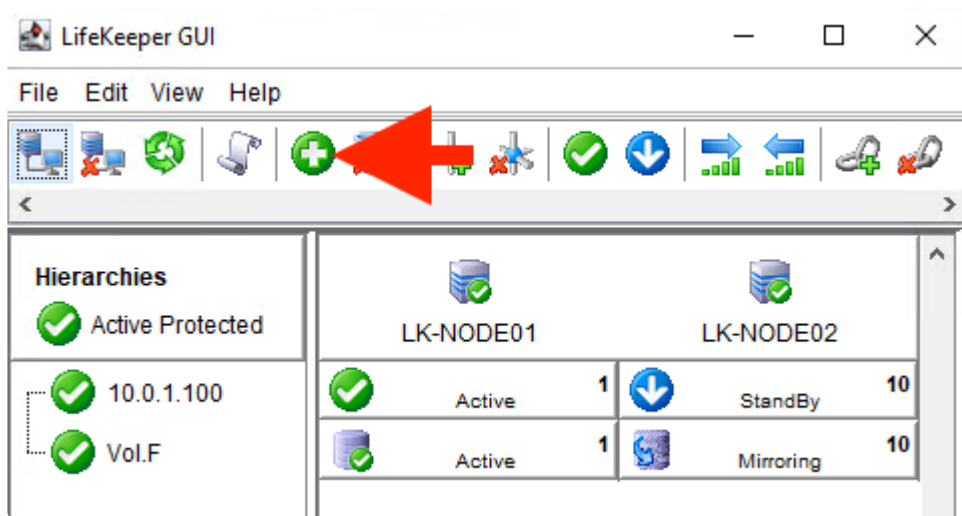 LifeKeeper GUI
File Edit View Help
Hierarchies
Active Protected
LK-NODE01 LK-NODE02
10.0.1.100 Active 1 StandBy 10
Vol.F Active 1 Mirroring 10